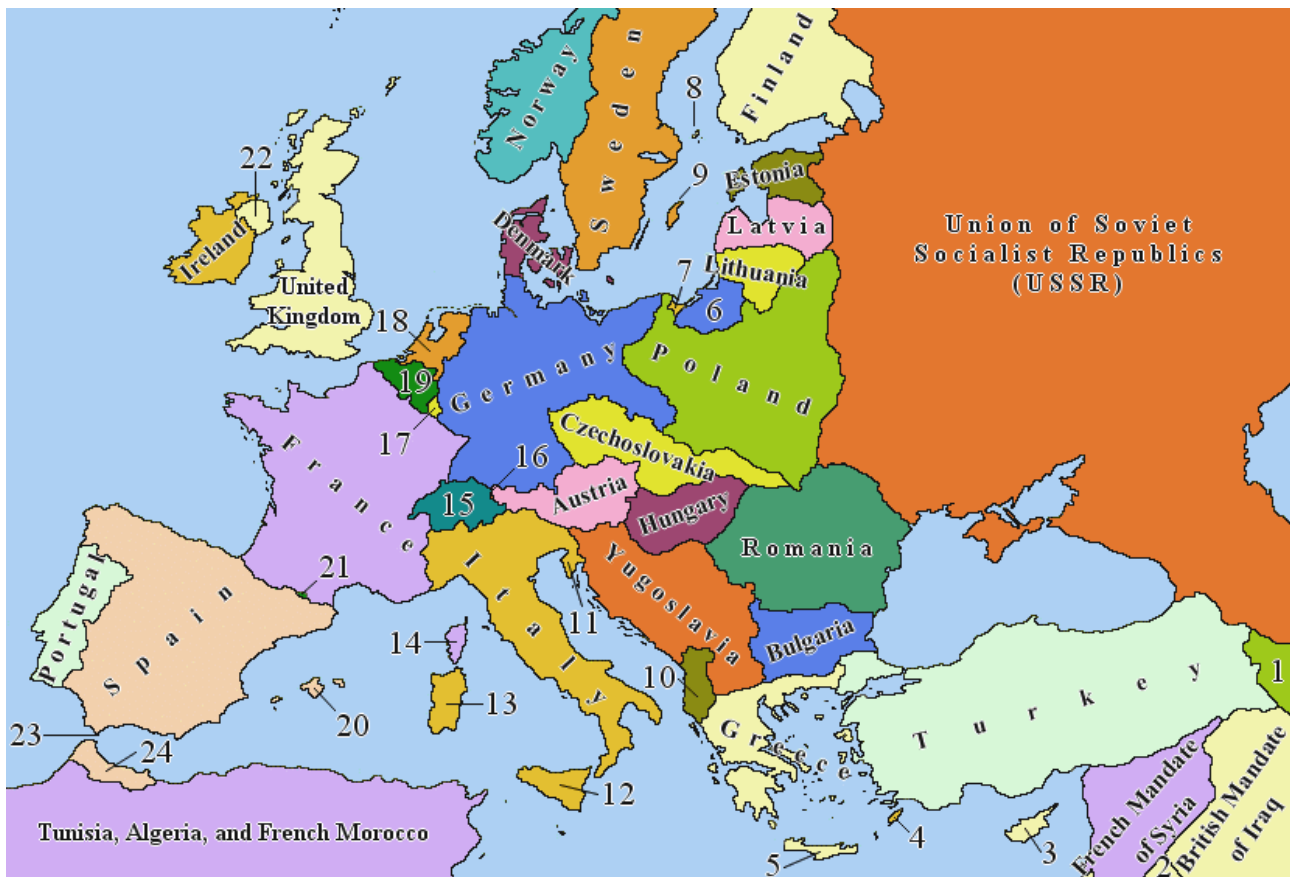 Norway
Sweden
Finland
8
22
9
Estonia
Ireland
Denmark
Latvia
Union of Soviet
Socialist Republics
(USSR)
7
Lithuania
United
Kingdom
6
18
Germany
Poland
19
17
France
16
Czechoslovakia
15
Austria
Hungary
Romania
Italy
Yugoslavia
21
11
Portugal
Spain
14
Bulgaria
10
1
20
13
Turkey
23
24
Greece
12
Tunisia, Algeria, and French Morocco
4
5
3
French Mandate
of Syria
2
British Mandate
of Iraq